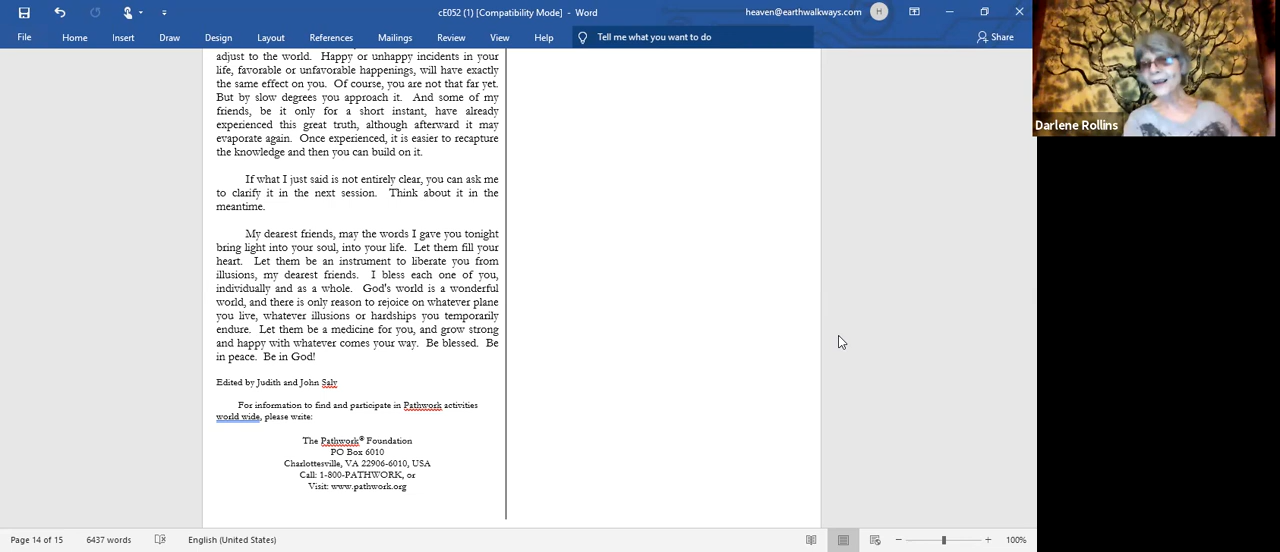 cE052 (1) [Compatibility Mode] - Word
heaven@earthwalkways.com
H
File Home Insert Draw Design Layout References Mailings Review View Help Tell me what you want to do Share
adjust to the world. Happy or unhappy incidents in your
life, favorable or unfavorable happenings, will have exactly
the same effect on you. Of course, you are not that far yet.
But by slow degrees you approach it. And some of my
friends, be it only for a short instant, have already
experienced this great truth, although afterward it may
evaporate again. Once experienced, it is easier to recapture
the knowledge and then you can build on it.
If what I just said is not entirely clear, you can ask me
to clarify it in the next session. Think about it in the
meantime.
My dearest friends, may the words I gave you tonight
bring light into your soul, into your life. Let them fill your
heart. Let them be an instrument to liberate you from
illusions, my dearest friends. I bless each one of you,
individually and as a whole. God's world is a wonderful
world, and there is only reason to rejoice on whatever plane
you live, whatever illusions or hardships you temporarily
endure. Let them be a medicine for you, and grow strong
and happy with whatever comes your way. Be blessed. Be
in peace. Be in God!
Edited by Judith and John Saly
For information to find and participate in Pathwork activities
world wide, please write:
The Pathwork® Foundation
PO Box 6010
Charlottesville, VA 22906-6010, USA
Call: 1-800-PATHWORK, or
Visit: www.pathwork.org
Darlene Rollins
Page 14 of 15 6437 words English (United States) 100%